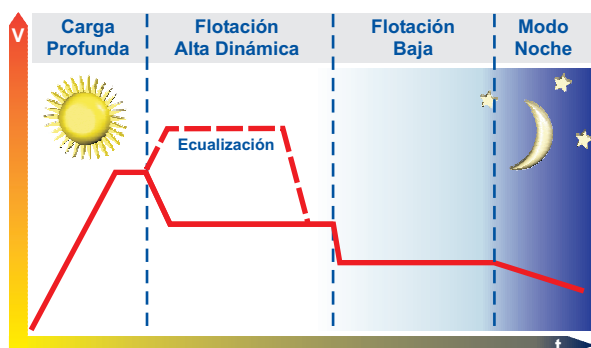 V
Carga
Profunda
Flotación
Alta Dinámica
Flotación
Baja
Modo
Noche
Ecualización
t